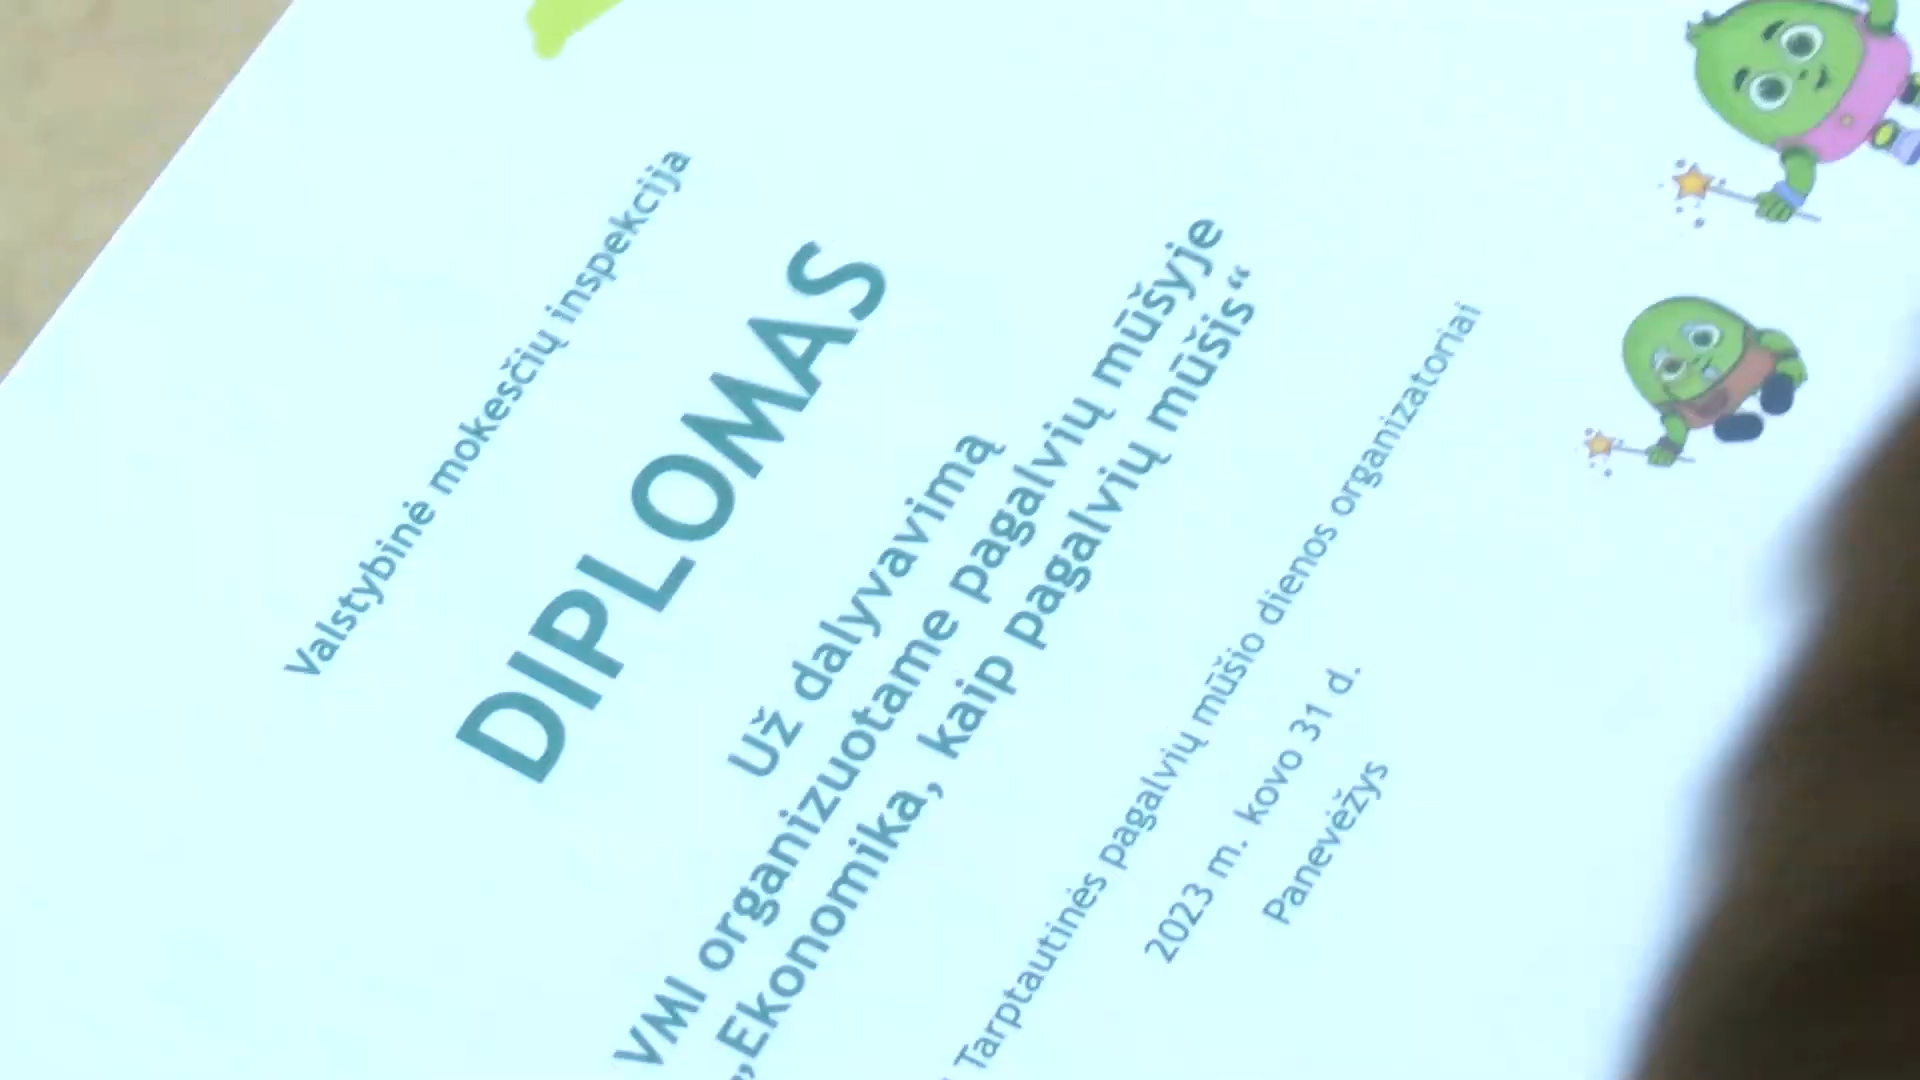 Valstybinė mokesčių inspekcija
DIPLOMAS
Už dalyvavimą
VMI organizuotame pagalvių mūšyje
„Ekonomika, kaip pagalvių mūšis“
Tarptautinės pagalvių mūšio dienos organizatoriai
2023 m. kovo 31 d.
Panevėžys